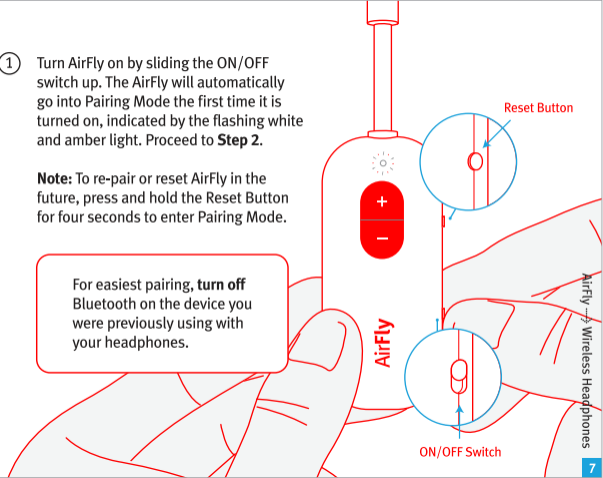 1
Turn AirFly on by sliding the ON/OFF
switch up. The AirFly will automatically
go into Pairing Mode the first time it is
turned on, indicated by the flashing white
and amber light. Proceed to Step 2.
Note: To re-pair or reset AirFly in the
future, press and hold the Reset Button
for four seconds to enter Pairing Mode.
For easiest pairing, turn off
Bluetooth on the device you
were previously using with
your headphones.
Reset Button
+
–
AirFly
ON/OFF Switch
AirFly –> Wireless Headphones
7